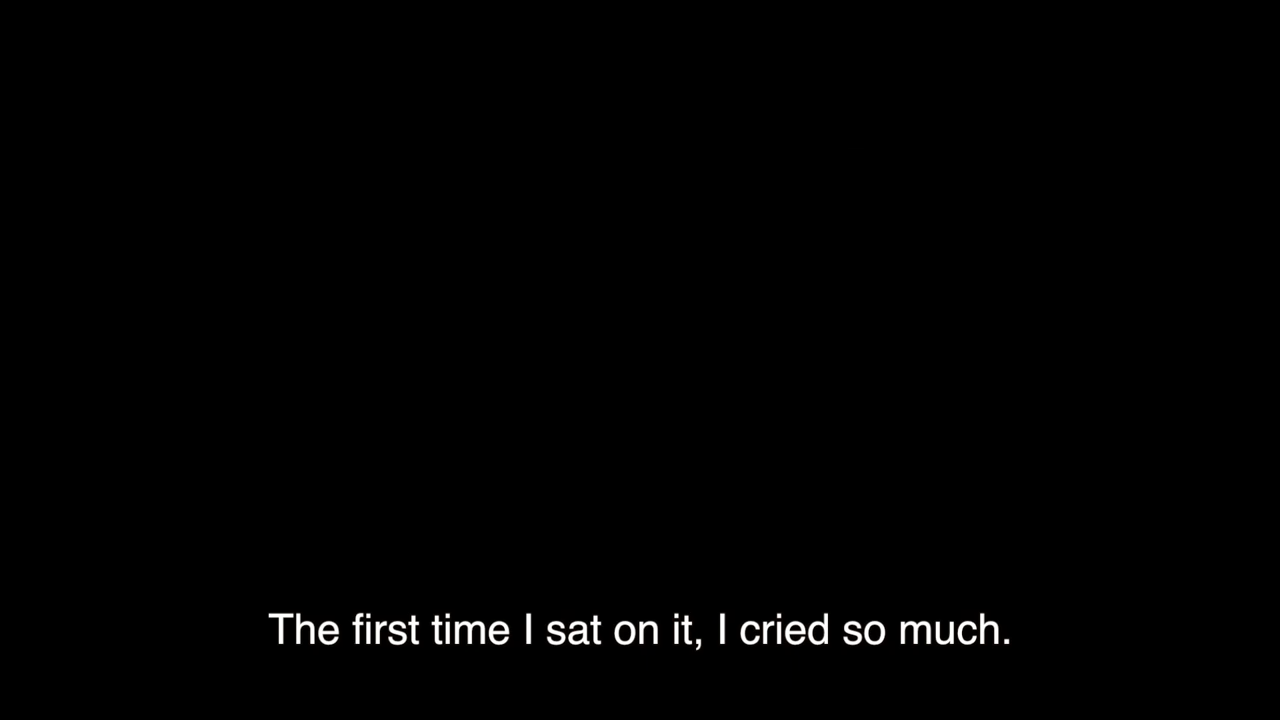 The first time I sat on it, I cried so much.